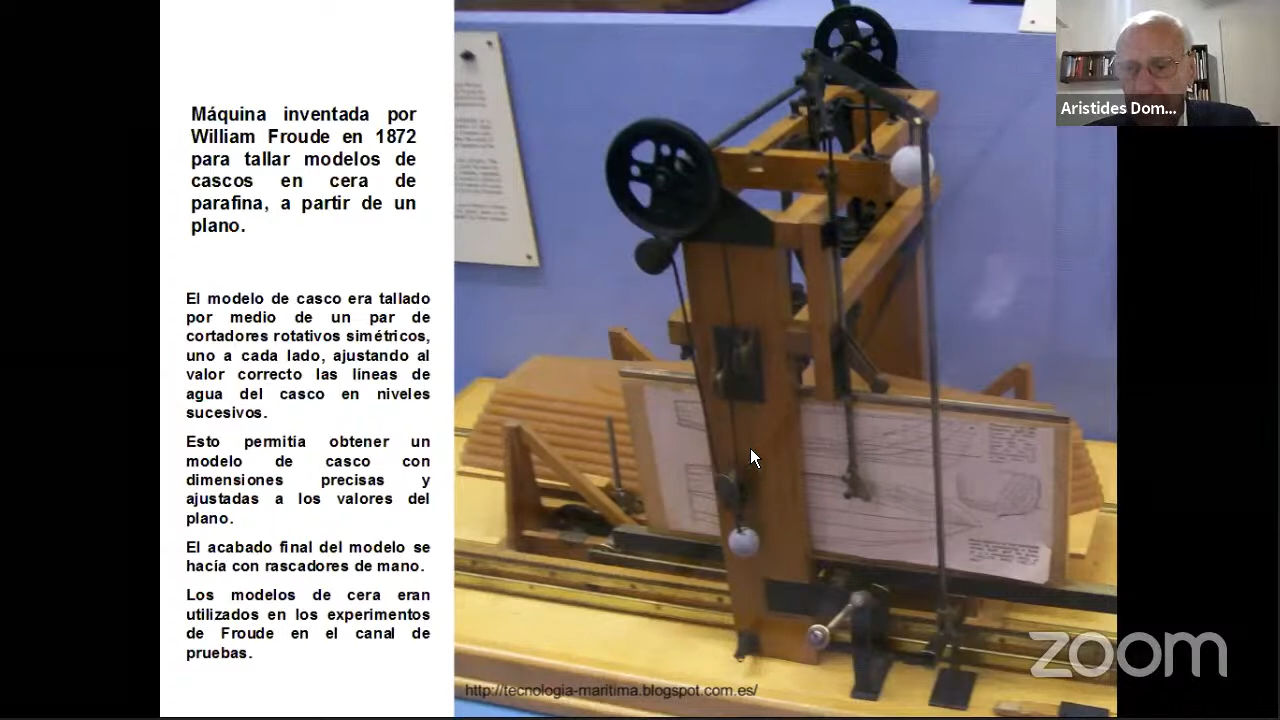 Máquina inventada por
William Froude en 1872
para tallar modelos de
cascos en cera de
parafina, a partir de un
plano.
El modelo de casco era tallado
por medio de un par de
cortadores rotativos simétricos,
uno a cada lado, ajustando al
valor correcto las líneas de
agua del casco en niveles
sucesivos.
Esto permitia obtener un
modelo de casco con
dimensiones precisas y
ajustadas a los valores del
plano.
El acabado final del modelo se
hacía con rascadores de mano.
Los modelos de cera eran
utilizados en los experimentos
de Froude en el canal de
pruebas.
http://tecnologia-maritima.blogspot.com.es/
Aristides Dom...
zoom